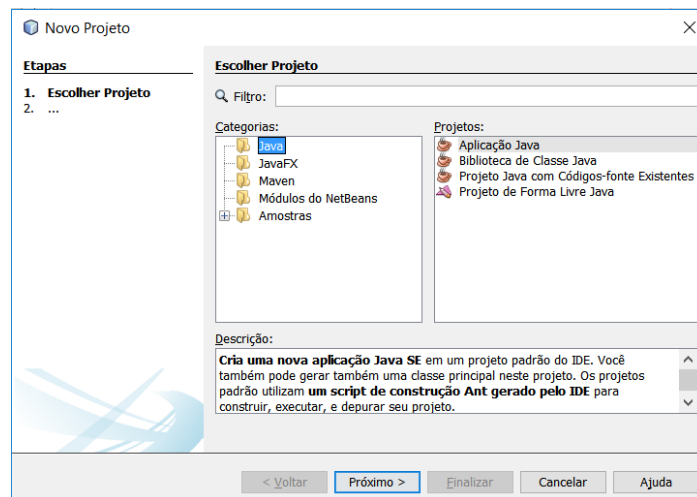 Novo Projeto
Etapas
1. Escolher Projeto
2. ...
Escolher Projeto
Filtro:
Categorias:
Java
JavaFX
Maven
Módulos do NetBeans
Amostras
Projetos:
Aplicação Java
Biblioteca de Classe Java
Projeto Java com Códigos-fonte Existentes
Projeto de Forma Livre Java
Descrição:
Cria uma nova aplicação Java SE em um projeto padrão do IDE. Você
também pode gerar também uma classe principal neste projeto. Os projetos
padrão utilizam um script de construção Ant gerado pelo IDE para
construir, executar, e depurar seu projeto.
< Voltar
Próximo >
Finalizar
Cancelar
Ajuda